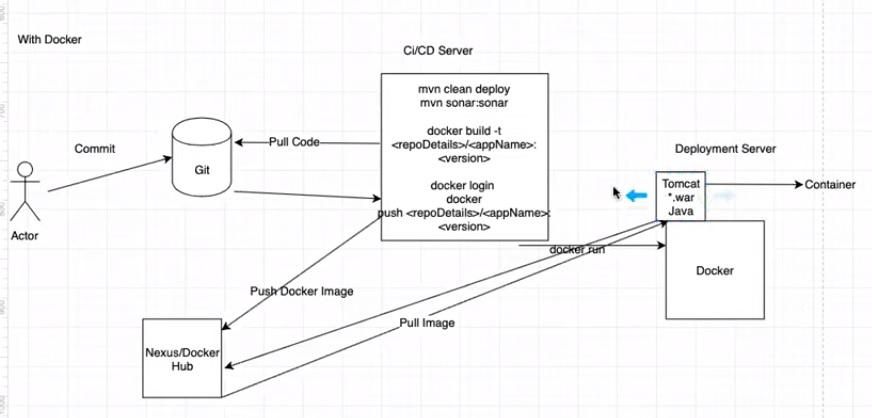 With Docker
Ci/CD Server
mvn clean deploy
mvn sonar:sonar
docker build -t
<repoDetails>/<appName>:
<version>
docker login
docker
push <repoDetails>/<appName>:
<version>
Commit
Pull Code
Git
Actor
Deployment Server
Tomcat
*.war
Java
Container
docker run
Docker
Push Docker Image
Pull Image
Nexus/Docker
Hub